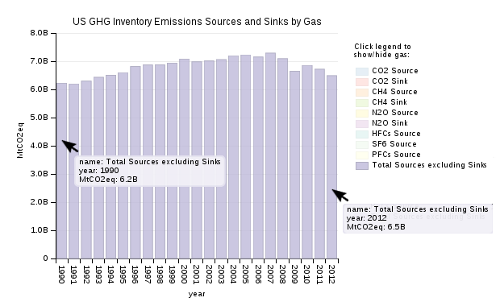 US GHG Inventory Emissions Sources and Sinks by Gas
8.0B
7.0B
6.0B
5.0B
4.0B
3.0B
2.0B
1.0B
0
MtCO2eq
1990
1991
1992
1993
1994
1995
1996
1997
1998
1999
2000
2001
2002
2003
2004
2005
2006
2007
2008
2009
2010
2011
2012
year
name: Total Sources excluding Sinks
year: 1990
MtCO2eq: 6.2B
name: Total Sources excluding Sinks
year: 2012
MtCO2eq: 6.5B
Click legend to
show/hide gas:
CO2 Source
CO2 Sink
CH4 Source
CH4 Sink
N2O Source
N2O Sink
HFCs Source
SF6 Source
PFCs Source
Total Sources excluding Sinks